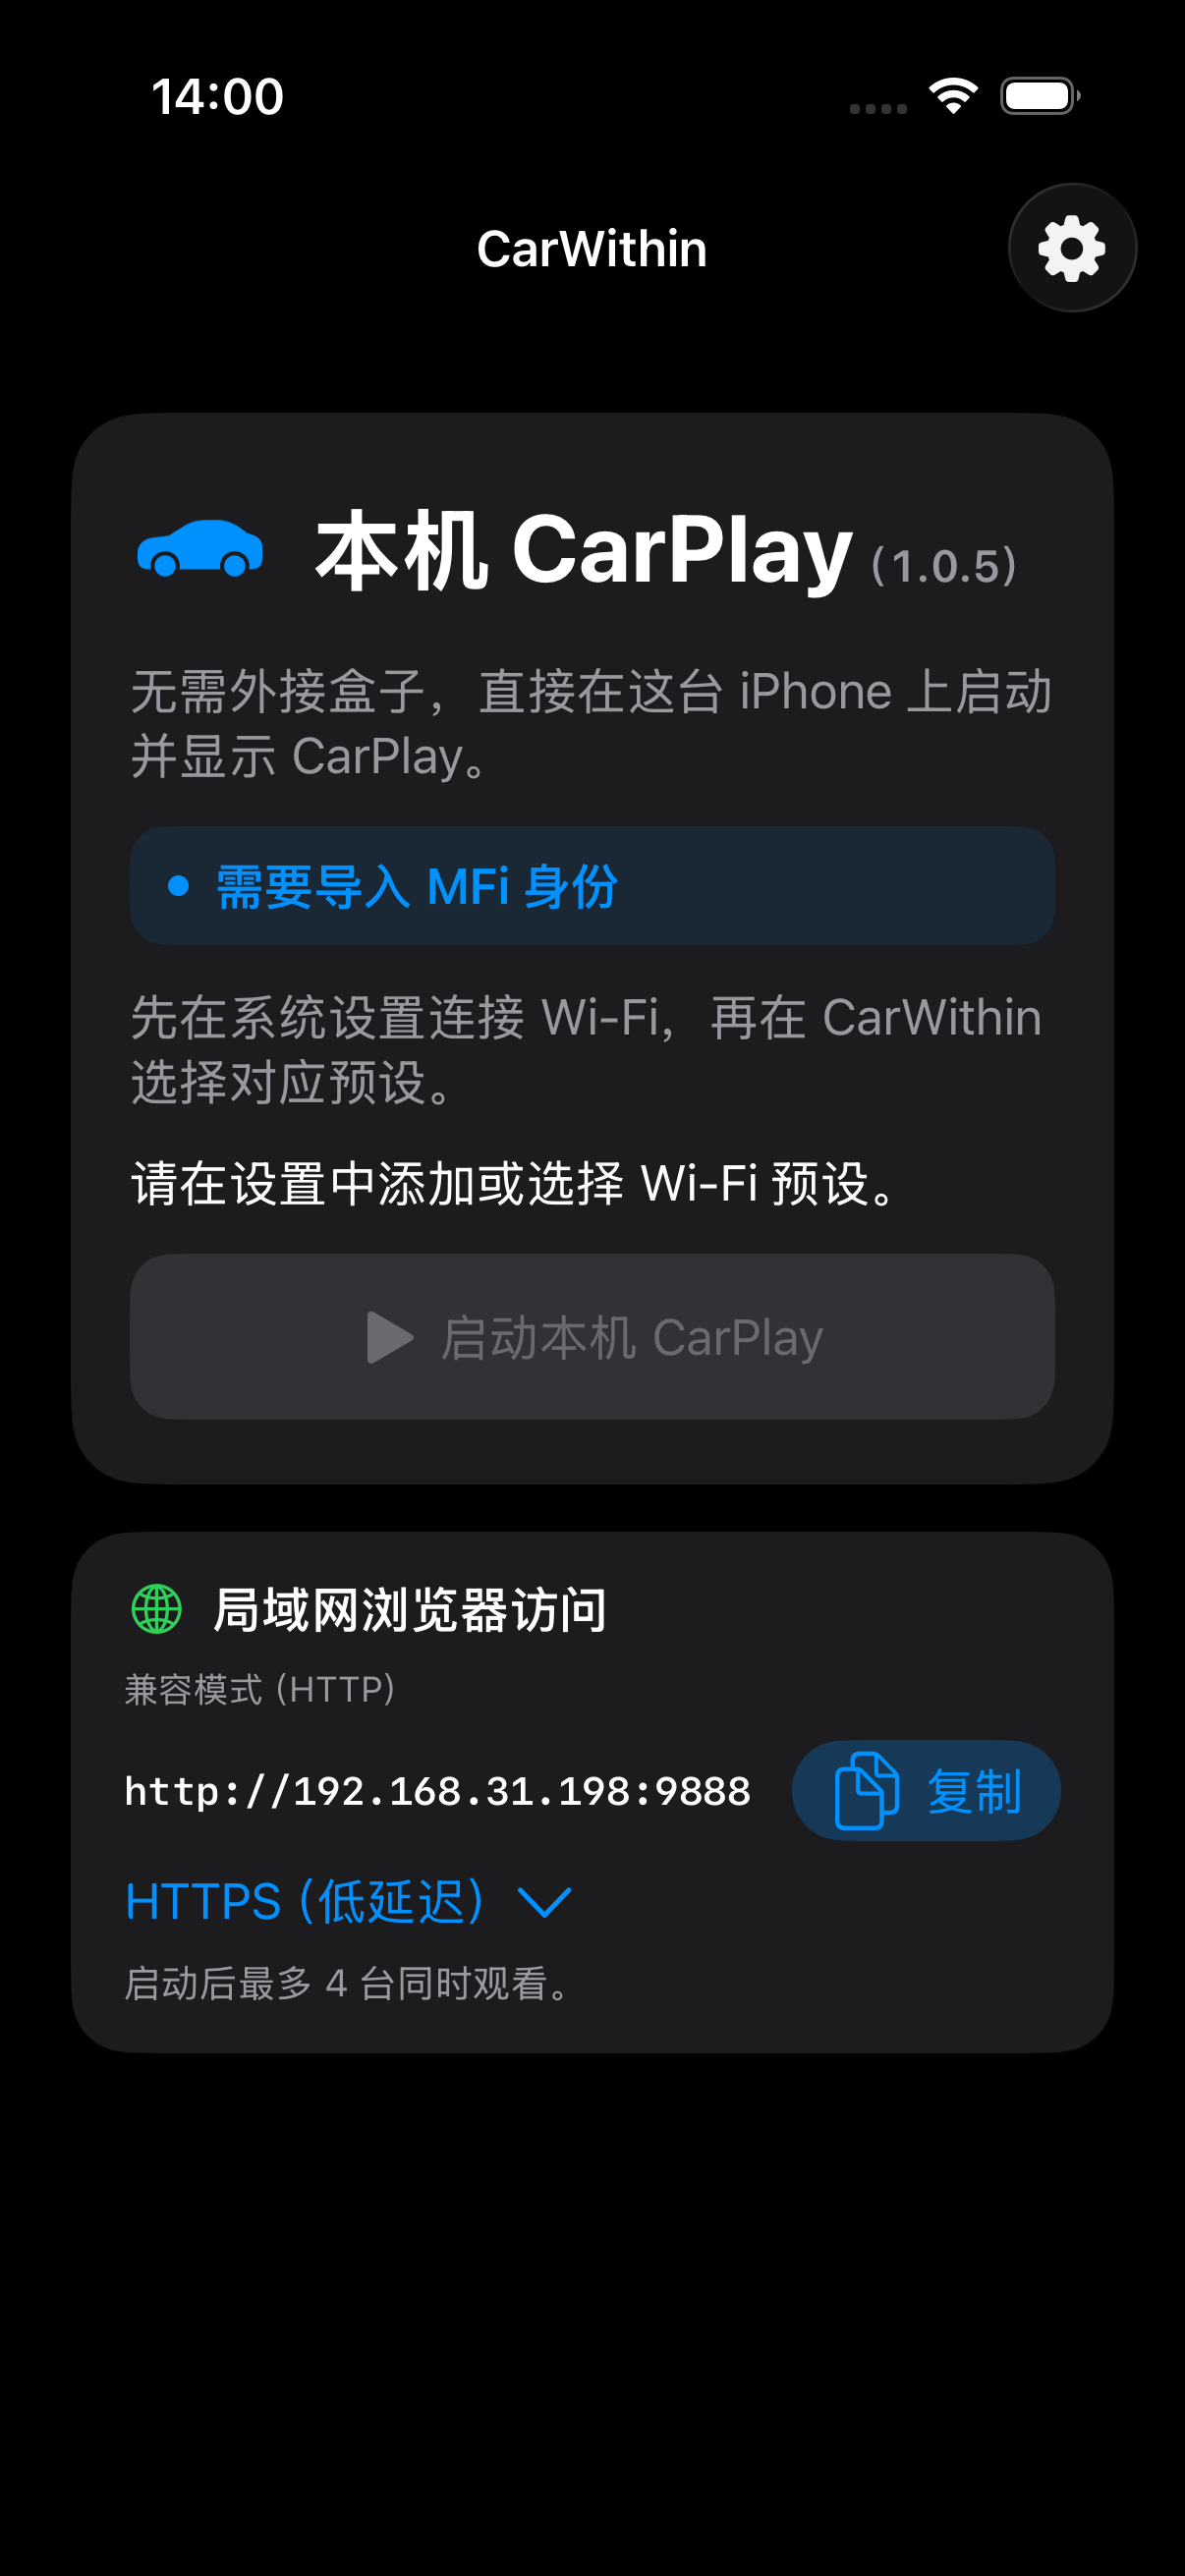 14:00
CarWithin
本机 CarPlay（1.0.5）
无需外接盒子，直接在这台 iPhone 上启动
并显示 CarPlay。
需要导入 MFi 身份
先在系统设置连接 Wi-Fi，再在 CarWithin
选择对应预设。
请在设置中添加或选择 Wi-Fi 预设。
启动本机 CarPlay
局域网浏览器访问
兼容模式（HTTP）
http://192.168.31.198:9888
复制
HTTPS（低延迟）
启动后最多 4 台同时观看。